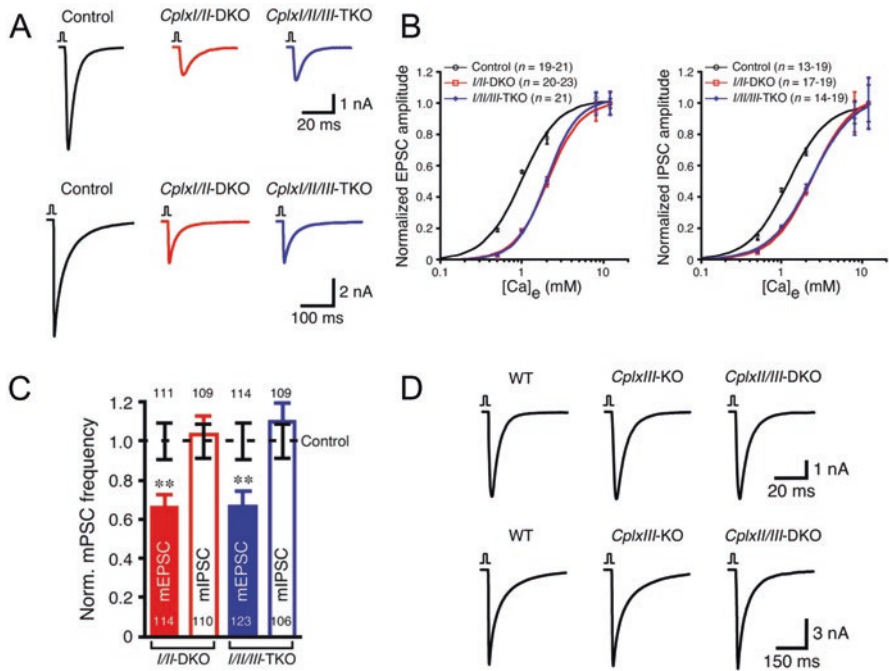 A
Control
CplxI/II-DKO
CplxI/II/III-TKO
1 nA
20 ms
Control
CplxI/II-DKO
CplxI/II/III-TKO
2 nA
100 ms
B
Control (n = 19-21)
I/II-DKO (n = 20-23)
I/II/III-TKO (n = 21)
Normalized EPSC amplitude
1.2
1.0
0.8
0.6
0.4
0.2
0
0.1
1
10
[Ca]e (mM)
Control (n = 13-19)
I/II-DKO (n = 17-19)
I/II/III-TKO (n = 14-19)
Normalized IPSC amplitude
1.2
1.0
0.8
0.6
0.4
0.2
0
0.1
1
10
[Ca]e (mM)
C
Norm. mPSC frequency
1.2
1.0
0.8
0.6
0.4
0.2
0
111
109
114
109
Control
**
**
mEPSC
mIPSC
mEPSC
mIPSC
114
110
123
106
I/II-DKO
I/II/III-TKO
D
WT
CplxIII-KO
CplxII/III-DKO
1 nA
20 ms
WT
CplxIII-KO
CplxII/III-DKO
3 nA
150 ms